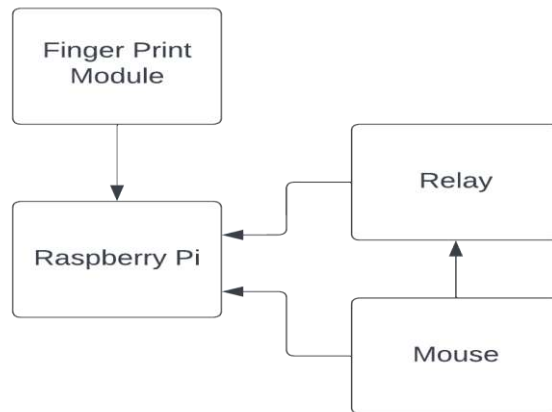 Finger Print
Module
Relay
Raspberry Pi
Mouse